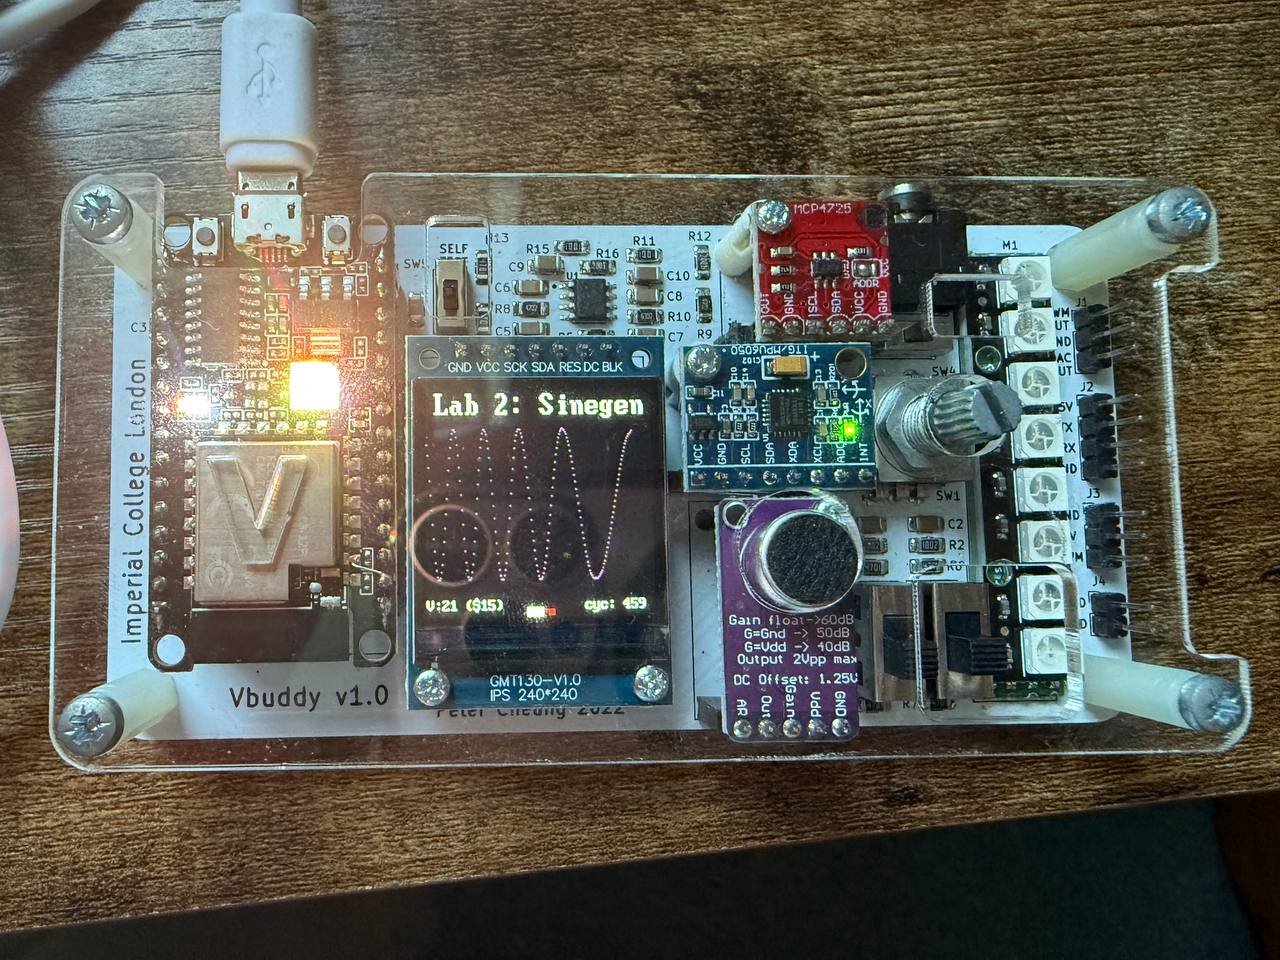 Imperial College London
C3
V
Vbuddy v1.0
SELF
R15
R16
R11
R12
C9
C10
C6
C8
R8
R10
C5
C7
R9
GND VCC SCK SDA RES DC BLK
Lab 2: Sinegen
V:21 ($15)
cyc: 459
GMT130-V1.0
IPS 240*240
Peter Cheung 2022
MCP4725
ADDR
OUT
GND
SCL
SDA
VCC
GND
ITG/MPU6050
VCC
GND
SCL
SDA
XDA
XCL
INT
Gain float->60dB
G=Gnd -> 50dB
G=Vdd -> 40dB
Output 2Vpp max
DC Offset: 1.25V
AR
Out
Gain
Vdd
GND
M1
SW4
SW1
C2
R2
J1
J2
J3
J4